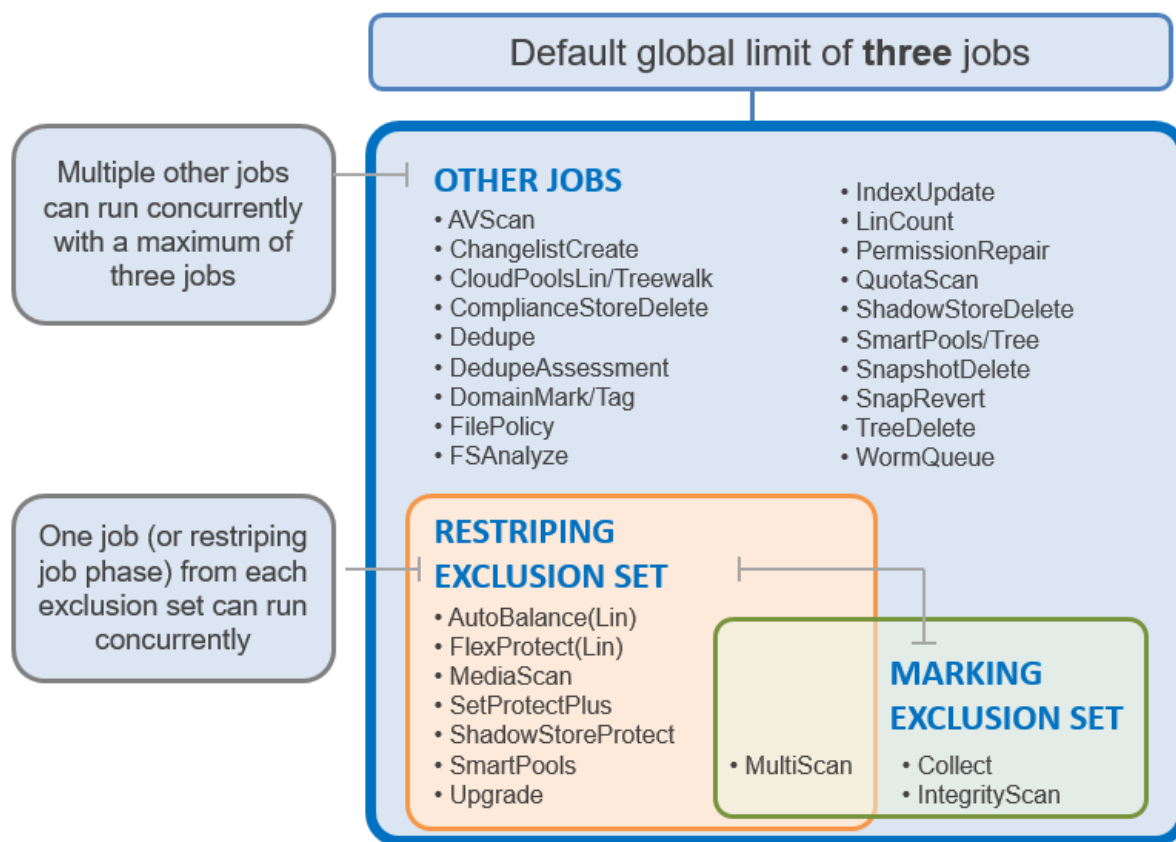 Default global limit of three jobs
Multiple other jobs
can run concurrently
with a maximum of
three jobs
OTHER JOBS
• AVScan
• ChangelistCreate
• CloudPoolsLin/Treewalk
• ComplianceStoreDelete
• Dedupe
• DedupeAssessment
• DomainMark/Tag
• FilePolicy
• FSAnalyze
• IndexUpdate
• LinCount
• PermissionRepair
• QuotaScan
• ShadowStoreDelete
• SmartPools/Tree
• SnapshotDelete
• SnapRevert
• TreeDelete
• WormQueue
One job (or restriping
job phase) from each
exclusion set can run
concurrently
RESTRIPING
EXCLUSION SET
• AutoBalance(Lin)
• FlexProtect(Lin)
• MediaScan
• SetProtectPlus
• ShadowStoreProtect
• SmartPools
• Upgrade
• MultiScan
MARKING
EXCLUSION SET
• Collect
• IntegrityScan